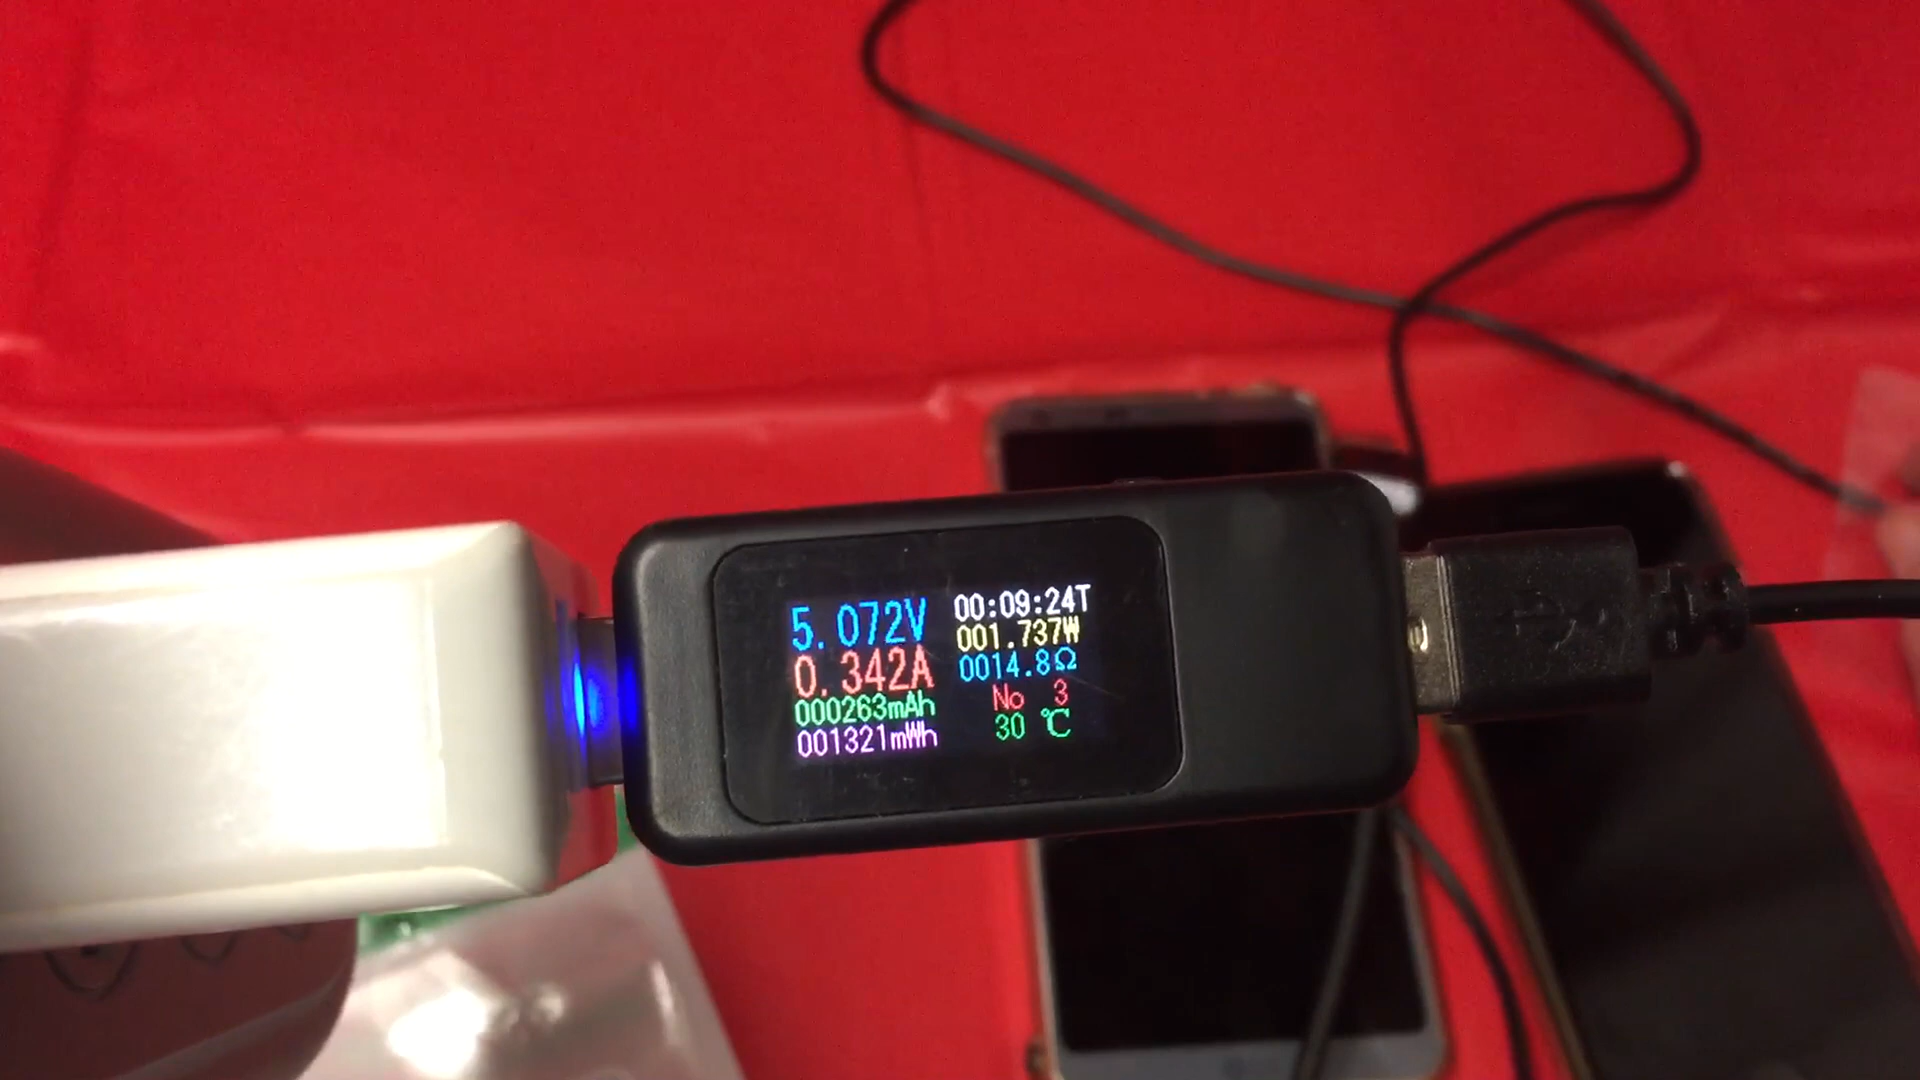 5.072V
0.342A
000263mAh
001321mWh
00:09:24T
001.737W
0014.8Ω
No 3
30 ℃